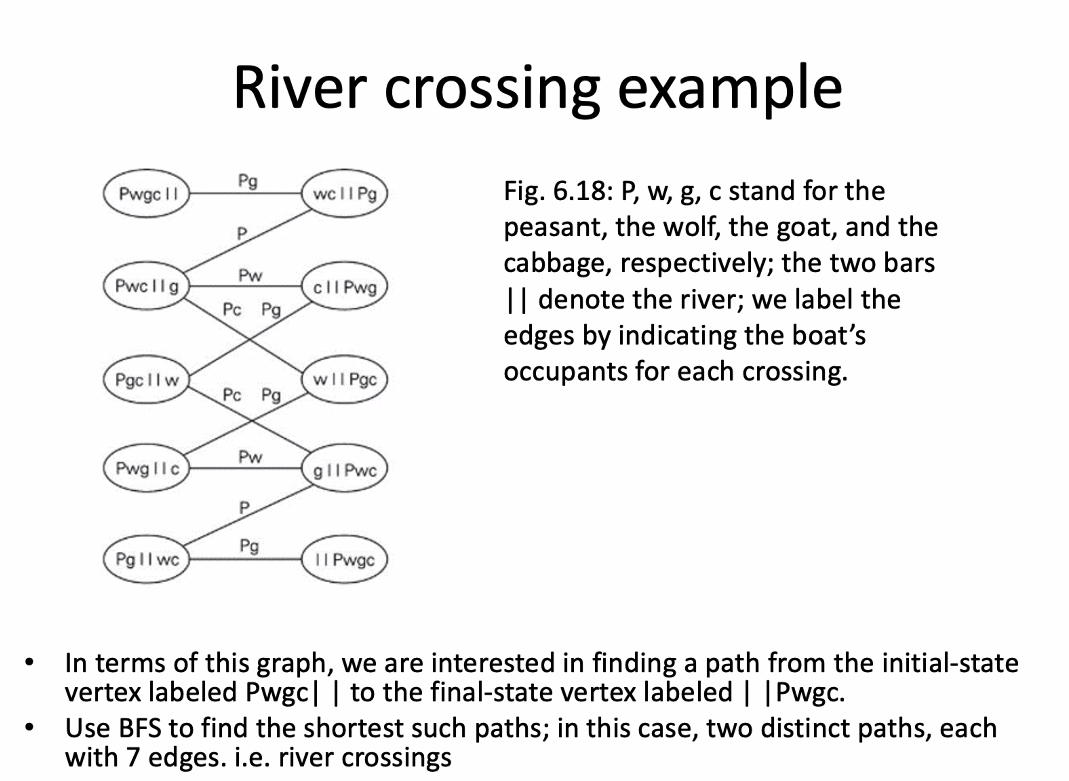 River crossing example
Pwgc l l
Pg
wc l l Pg
P
Pwc l l g
Pw
c l l Pwg
Pc Pg
Pgc l l w
w l l Pgc
Pc Pg
Pwg l l c
Pw
g l l Pwc
P
Pg l l wc
Pg
l l Pwgc
Fig. 6.18: P, w, g, c stand for the
peasant, the wolf, the goat, and the
cabbage, respectively; the two bars
|| denote the river; we label the
edges by indicating the boat's
occupants for each crossing.
• In terms of this graph, we are interested in finding a path from the initial-state
vertex labeled Pwgc| | to the final-state vertex labeled | |Pwgc.
• Use BFS to find the shortest such paths; in this case, two distinct paths, each
with 7 edges. i.e. river crossings